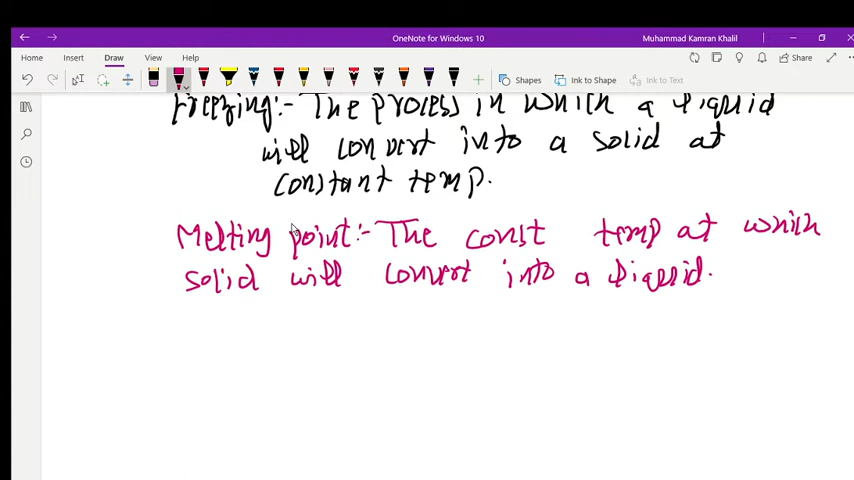 OneNote for Windows 10
Muhammad Kamran Khalil
Home Insert Draw View Help
Share
Shapes Ink to Shape Ink to Text
Freezing:- The process in which a liquid
will convert into a solid at
constant temp.
Melting point:- The const temp at which
solid will convert into a liquid.